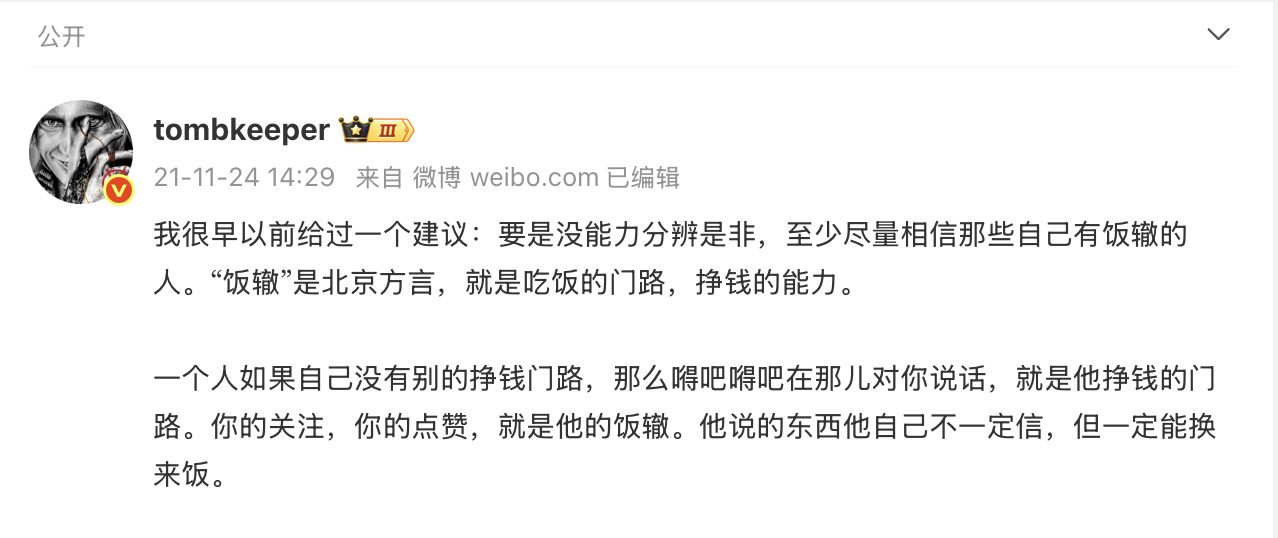 公开
tombkeeper III
21-11-24 14:29 来自 微博 weibo.com 已编辑
我很早以前给过一个建议：要是没能力分辨是非，至少尽量相信那些自己有饭辙的
人。“饭辙”是北京方言，就是吃饭的门路，挣钱的能力。
一个人如果自己没有别的挣钱门路，那么嘚吧嘚吧在那儿对你说话，就是他挣钱的门
路。你的关注，你的点赞，就是他的饭辙。他说的东西他自己不一定信，但一定能换
来饭。